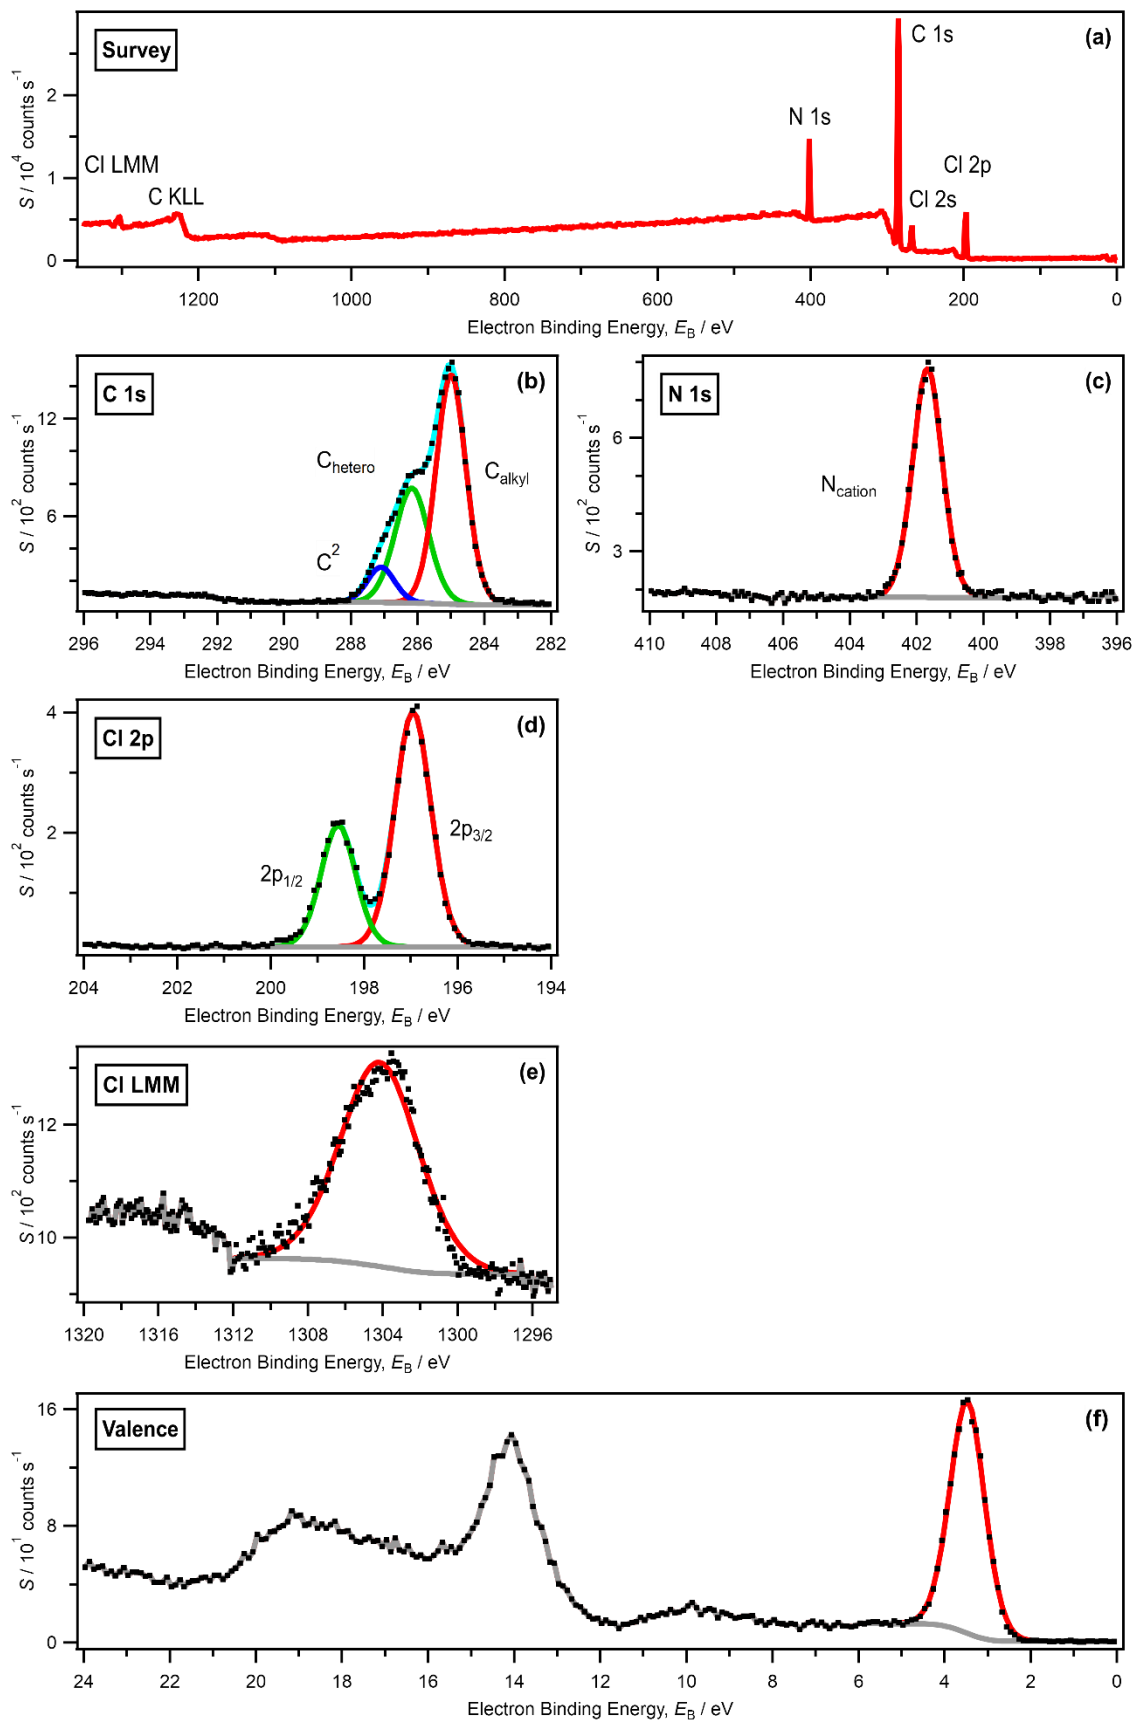 Survey
(a)
C 1s
N 1s
Cl 2p
Cl LMM
C KLL
Cl 2s
S / 10⁴ counts s⁻¹
2
1
0
1200
1000
800
600
400
200
0
Electron Binding Energy, E_B / eV
C 1s
(b)
C_hetero
C_alkyl
C²
S / 10² counts s⁻¹
12
6
296
294
292
290
288
286
284
282
Electron Binding Energy, E_B / eV
N 1s
(c)
N_cation
S / 10² counts s⁻¹
6
3
410
408
406
404
402
400
398
396
Electron Binding Energy, E_B / eV
Cl 2p
(d)
2p_3/2
2p_1/2
S / 10² counts s⁻¹
4
2
204
202
200
198
196
194
Electron Binding Energy, E_B / eV
Cl LMM
(e)
S / 10² counts s⁻¹
12
10
1320
1316
1312
1308
1304
1300
1296
Electron Binding Energy, E_B / eV
Valence
(f)
S / 10¹ counts s⁻¹
16
8
0
24
22
20
18
16
14
12
10
8
6
4
2
0
Electron Binding Energy, E_B / eV